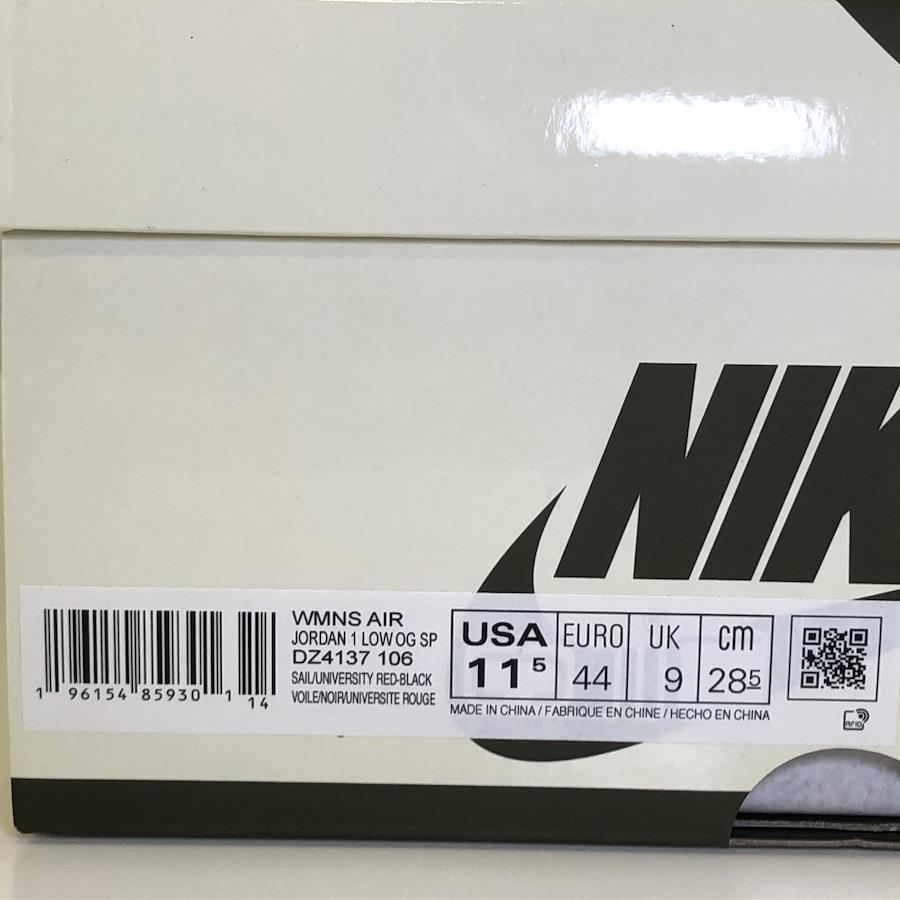 NIK
1 96154 85930 1 14
WMNS AIR
JORDAN 1 LOW OG SP
DZ4137 106
SAIL/UNIVERSITY RED-BLACK
VOILE/NOIR/UNIVERSITE ROUGE
USA EURO UK cm
11 5 44 9 28 5
MADE IN CHINA / FABRIQUE EN CHINE / HECHO EN CHINA
RFID